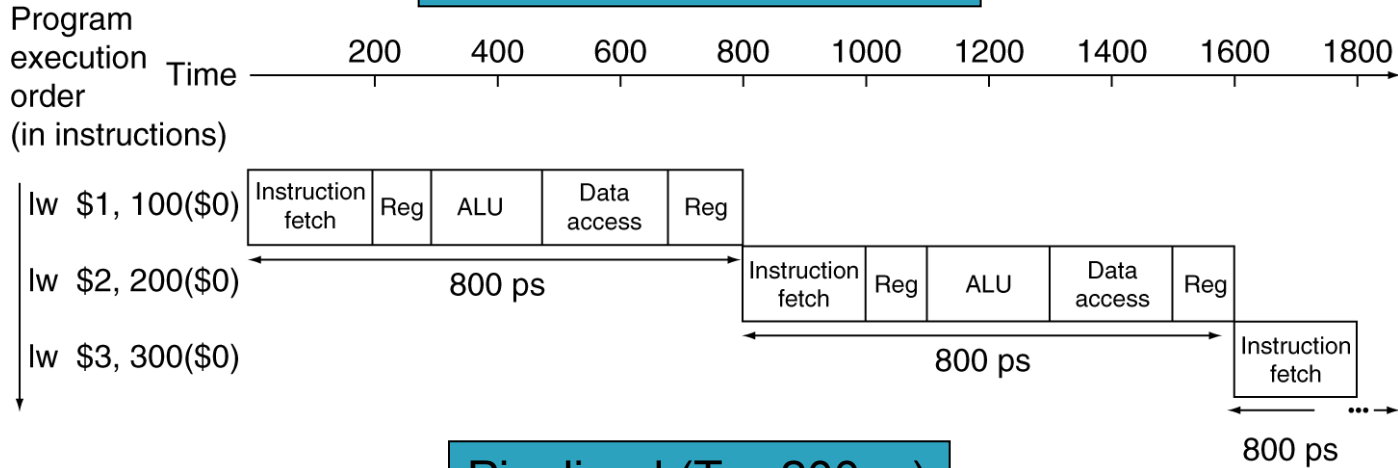 Program
execution
order
(in instructions)
Time
200 400 600 800 1000 1200 1400 1600 1800
lw $1, 100($0)
Instruction
fetch
Reg
ALU
Data
access
Reg
800 ps
lw $2, 200($0)
Instruction
fetch
Reg
ALU
Data
access
Reg
800 ps
lw $3, 300($0)
Instruction
fetch
...
800 ps